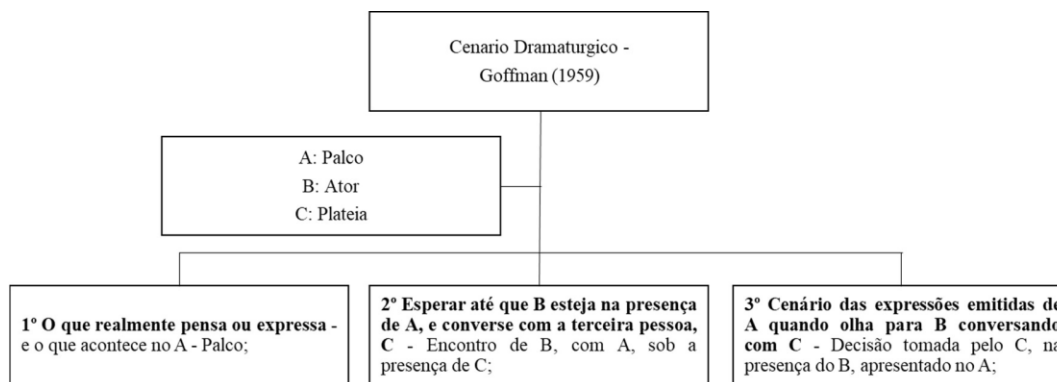 Cenario Dramaturgico -
Goffman (1959)
A: Palco
B: Ator
C: Plateia
1º O que realmente pensa ou expressa -
e o que acontece no A - Palco;
2º Esperar até que B esteja na presença
de A, e converse com a terceira pessoa,
C - Encontro de B, com A, sob a
presença de C;
3º Cenário das expressões emitidas de
A quando olha para B conversando
com C - Decisão tomada pelo C, na
presença do B, apresentado no A;